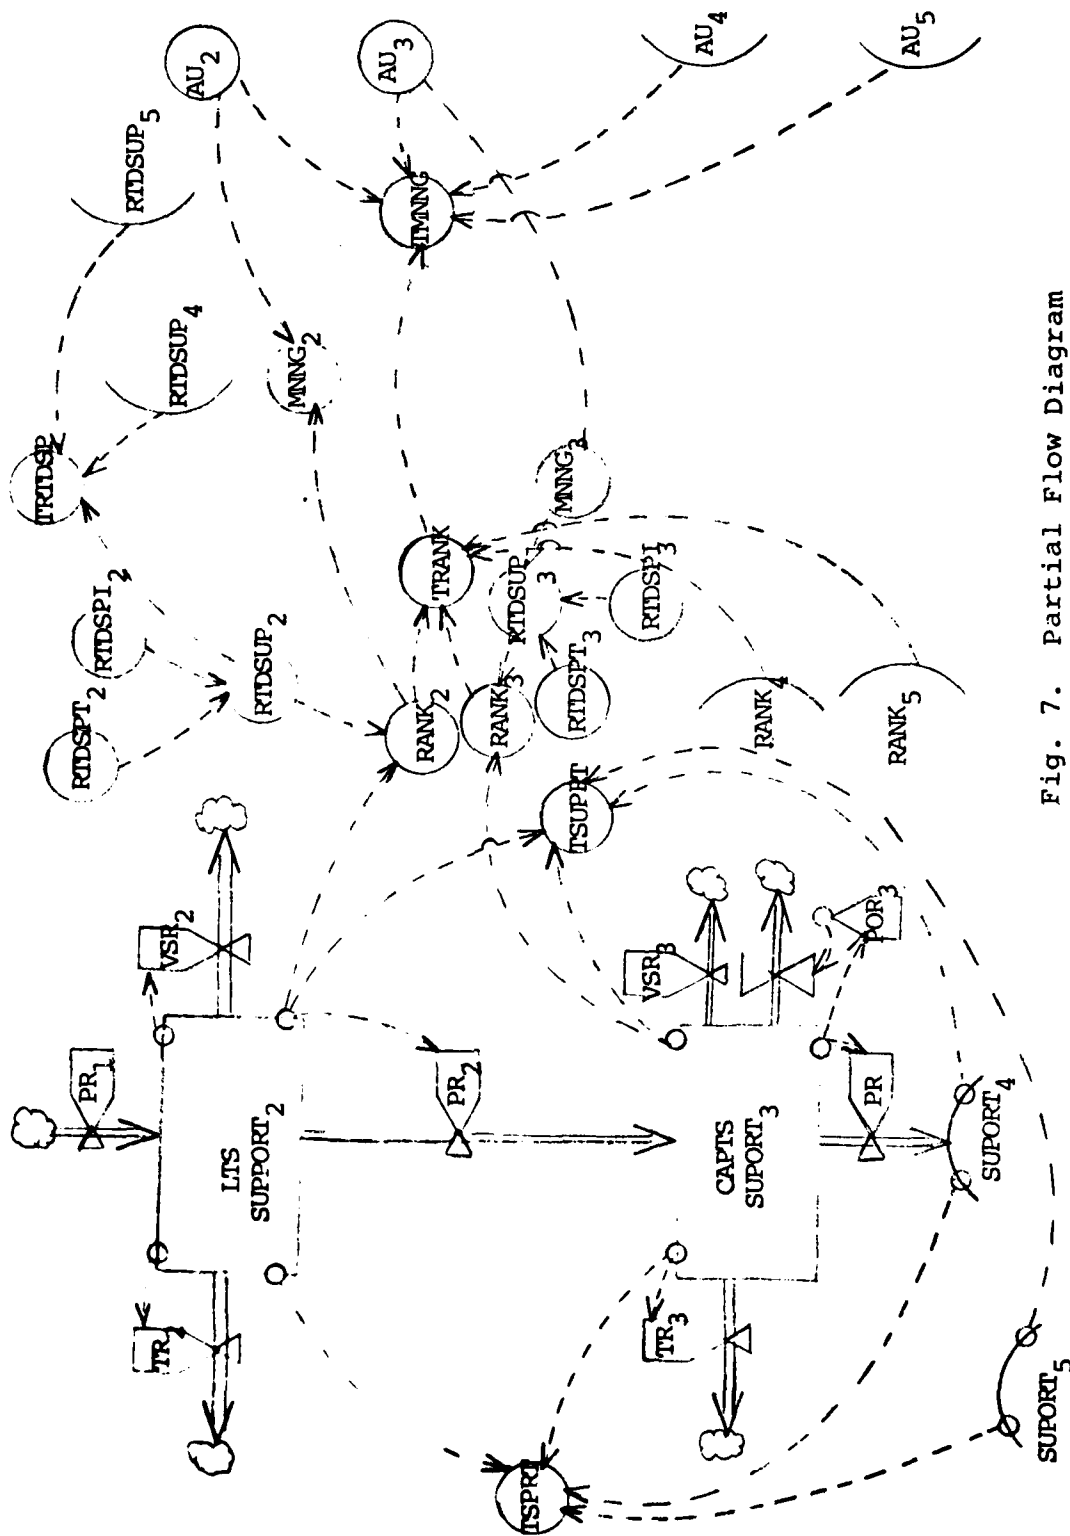 AU₂
AU₃
AU₄
AU₅
RTDSUP₅
TMNNG
RTDSUP₄
MNNG₂
TRTDSP
MNNG₃
TRANK
RTDSUP₃
RTDSPI₃
RTDSPI₂
RTDSPT₂
RTDSUP₂
RANK₂
RANK₃
RTDSPT₃
RANK₄
RANK₅
TSUPRT
VSR₂
VSR₃
POR₃
PR₁
PR₂
PR
LTS
SUPPORT₂
CAPTS
SUPORT₃
SUPORT₄
TR
TR₃
TSPRT
SUPORT₅
Fig. 7. Partial Flow Diagram